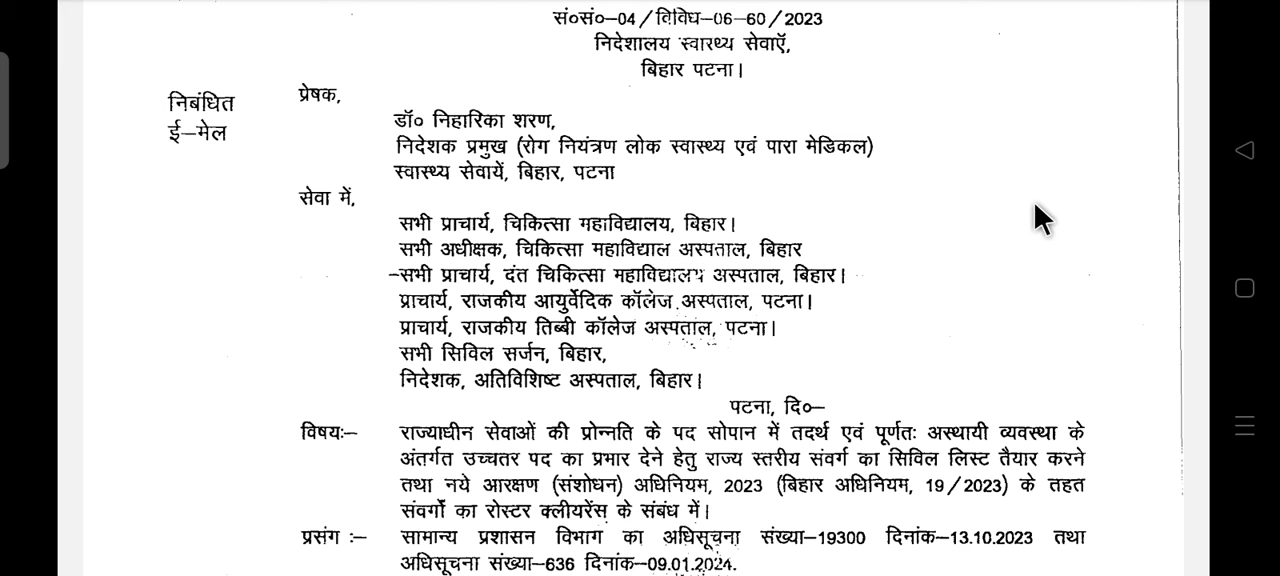 सं०सं०–04 / विविध–06–60 / 2023
निदेशालय स्वास्थ्य सेवाऐं,
बिहार पटना।
निबंधित
ई–मेल
प्रेषक,
डॉ० निहारिका शरण,
निदेशक प्रमुख (रोग नियंत्रण लोक स्वास्थ्य एवं पारा मेडिकल)
स्वास्थ्य सेवायें, बिहार, पटना
सेवा में,
सभी प्राचार्य, चिकित्सा महाविद्यालय, बिहार।
सभी अधीक्षक, चिकित्सा महाविद्याल अस्पताल, बिहार
–सभी प्राचार्य, दंत चिकित्सा महाविद्यालय अस्पताल, बिहार।
प्राचार्य, राजकीय आयुर्वेदिक कॉलेज अस्पताल, पटना।
प्राचार्य, राजकीय तिब्बी कॉलेज अस्पताल, पटना।
सभी सिविल सर्जन, बिहार,
निदेशक, अतिविशिष्ट अस्पताल, बिहार।
पटना, दि०–
विषयः– राज्याधीन सेवाओं की प्रोन्नति के पद सोपान में तदर्थ एवं पूर्णतः अस्थायी व्यवस्था के
अंतर्गत उच्चतर पद का प्रभार देने हेतु राज्य स्तरीय संवर्ग का सिविल लिस्ट तैयार करने
तथा नये आरक्षण (संशोधन) अधिनियम, 2023 (बिहार अधिनियम, 19 / 2023) के तहत
संवर्गों का रोस्टर क्लीयरेंस के संबंध में।
प्रसंग :– सामान्य प्रशासन विभाग का अधिसूचना संख्या–19300 दिनांक–13.10.2023 तथा
अधिसूचना संख्या–636 दिनांक–09.01.2024.